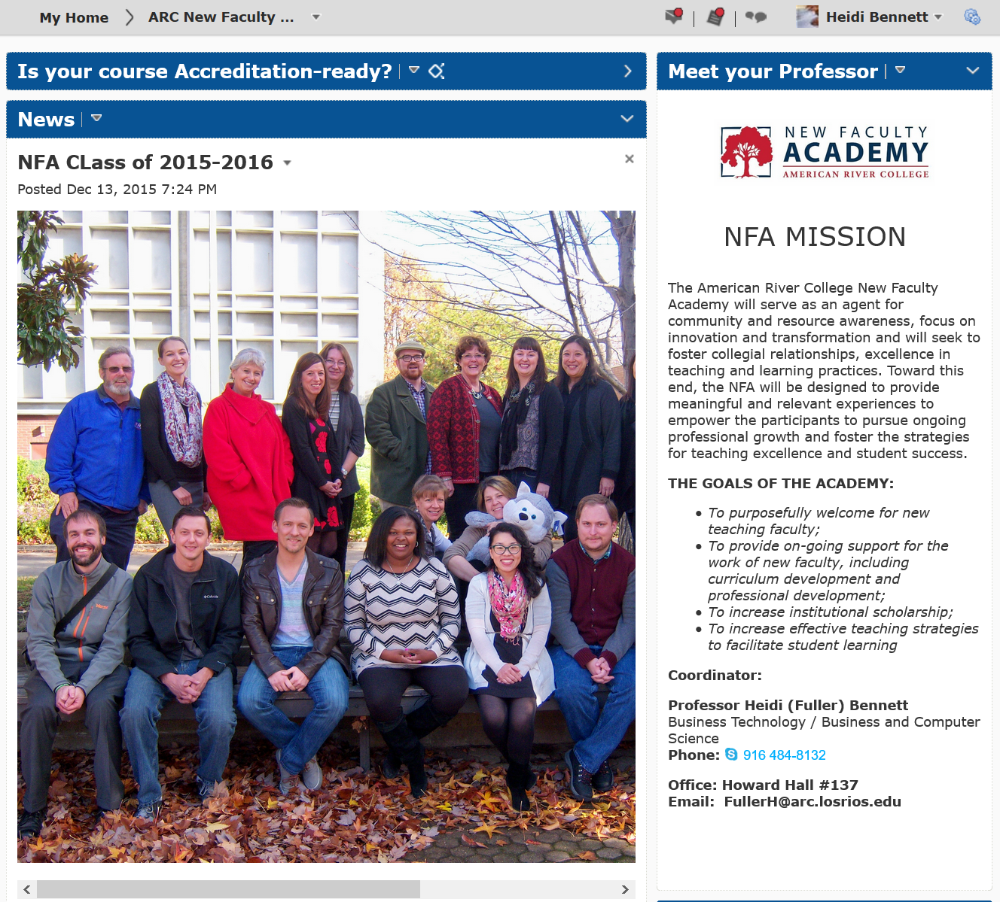 My Home
ARC New Faculty ...
Heidi Bennett
Is your course Accreditation-ready?
News
NFA CLass of 2015-2016
Posted Dec 13, 2015 7:24 PM
Columbia
Meet your Professor
NEW FACULTY
ACADEMY
AMERICAN RIVER COLLEGE
NFA MISSION
The American River College New Faculty
Academy will serve as an agent for
community and resource awareness, focus on
innovation and transformation and will seek to
foster collegial relationships, excellence in
teaching and learning practices. Toward this
end, the NFA will be designed to provide
meaningful and relevant experiences to
empower the participants to pursue ongoing
professional growth and foster the strategies
for teaching excellence and student success.
THE GOALS OF THE ACADEMY:
• To purposefully welcome for new
teaching faculty;
• To provide on-going support for the
work of new faculty, including
curriculum development and
professional development;
• To increase institutional scholarship;
• To increase effective teaching strategies
to facilitate student learning
Coordinator:
Professor Heidi (Fuller) Bennett
Business Technology / Business and Computer
Science
Phone: 916 484-8132
Office: Howard Hall #137
Email: FullerH@arc.losrios.edu